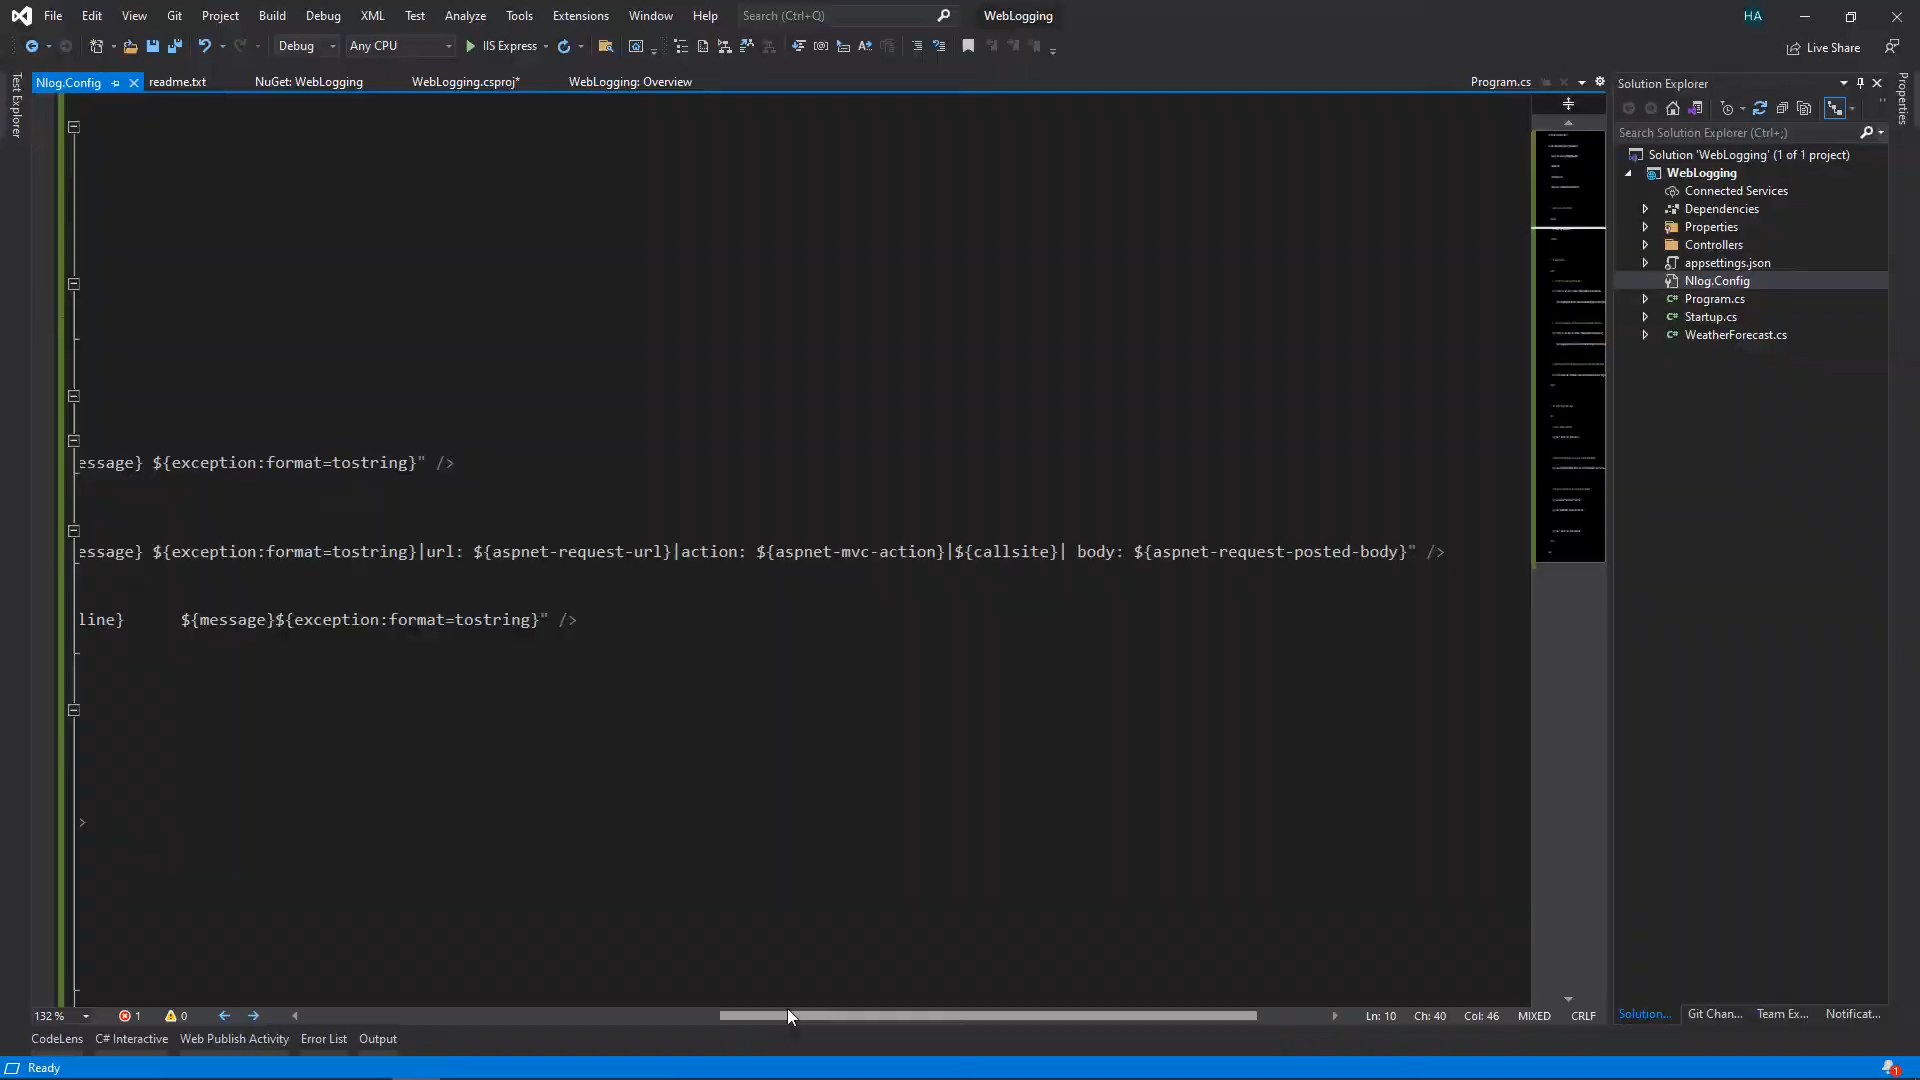 File Edit View Git Project Build Debug XML Test Analyze Tools Extensions Window Help Search (Ctrl+Q) WebLogging HA
Debug Any CPU IIS Express Live Share
Nlog.Config readme.txt NuGet: WebLogging WebLogging.csproj* WebLogging: Overview Program.cs
Test Explorer
essage} ${exception:format=tostring}" />
essage} ${exception:format=tostring}|url: ${aspnet-request-url}|action: ${aspnet-mvc-action}|${callsite}| body: ${aspnet-request-posted-body}" />
line} ${message}${exception:format=tostring}" />
>
Solution Explorer
Search Solution Explorer (Ctrl+;)
Solution 'WebLogging' (1 of 1 project)
WebLogging
Connected Services
Dependencies
Properties
Controllers
appsettings.json
Nlog.Config
Program.cs
Startup.cs
WeatherForecast.cs
Properties
132 % 1 0 Ln: 10 Ch: 40 Col: 46 MIXED CRLF
Solution... Git Chan... Team Ex... Notificat...
CodeLens C# Interactive Web Publish Activity Error List Output
Ready 1